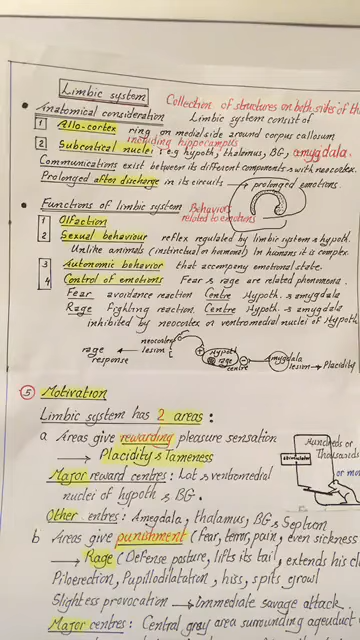 Limbic system
Collection of structures on both sides of th
Anatomical consideration Limbic system consist of
1 Allo-cortex ring on medial side around corpus callosum
including hippocampus
2 Subcortical nuclei e.g hypoth, thalamus, BG, amygdala.
Communications exist between its different components & with neocortex.
Prolonged after discharge in its circuits → prolonged emotions.
Functions of limbic system Behaviors
related to emotions
1 Olfaction
2 Sexual behaviour reflex regulated by limbic system & hypoth.
Unlike animals (instinctual or humonal) In humans it is complex.
3 Autonomic behavior that accompany emotional state.
4 Control of emotions Fear & rage are related phenomena.
Fear avoidance reaction Centre Hypoth. & amygdala
Rage Fighting reaction. Centre Hypoth. & amygdala
inhibited by neocortex or ventromedial nuclei of Hypoth
neocortex
lesion
rage
response
Hypoth
rage
centre
Amygdala
lesion → Placidity
5 Motivation
Limbic system has 2 areas:
a Areas give rewarding pleasure sensation
→ Placidity & Tameness
Hundreds or
Thousands
or mo
stimulator
Major reward centres: Lat & ventromedial
nuclei of hypoth & BG.
Other centres: Amegdala, thalamus, BG & Septum
b Areas give punishment (Fear, terror, pain, even sickness
→ Rage (Defense posture, lifts its tail, extends his cl
Piloerection, Pupillodilatation, hiss, spits growl
Slightess provocation → immediate savage attack.
Major centres: Central gray area surrounding aqeduct